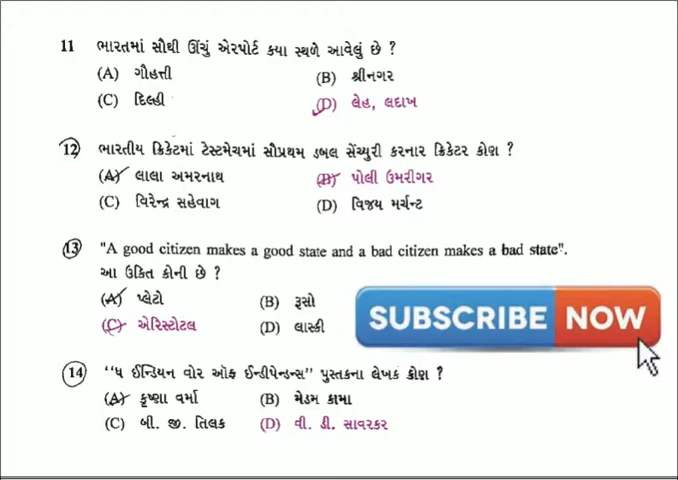 11 ભારતમાં સૌથી ઊંચું એરપોર્ટ કયા સ્થળે આવેલું છે ?
(A) ગૌહત્તી (B) શ્રીનગર
(C) દિલ્હી (D) લેહ, લદાખ
12 ભારતીય ક્રિકેટમાં ટેસ્ટમેચમાં સૌપ્રથમ ડબલ સેંચ્યુરી કરનાર ક્રિકેટર કોણ ?
(A) લાલા અમરનાથ (B) પોલી ઉમરીગર
(C) વિરેન્દ્ર સહેવાગ (D) વિજય મર્ચન્ટ
13 "A good citizen makes a good state and a bad citizen makes a bad state".
આ ઉકિત કોની છે ?
(A) પ્લેટો (B) રૂસો
(C) એરિસ્ટોટલ (D) લાસ્કી
SUBSCRIBE NOW
14 "ધ ઈન્ડિયન વોર ઑફ ઈન્ડીપેન્ડન્સ" પુસ્તકના લેખક કોણ ?
(A) કૃષ્ણા વર્મા (B) મેડમ કામા
(C) બી. જી. તિલક (D) વી. ડી. સાવરકર